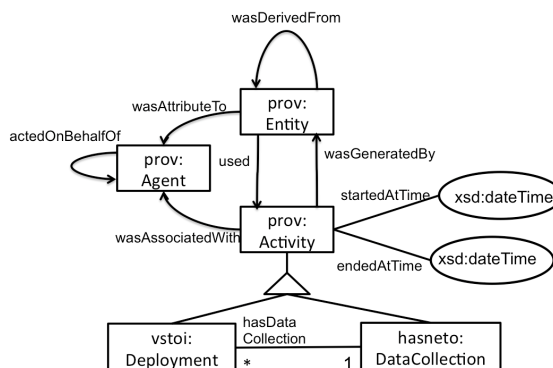 wasDerivedFrom
prov:
Entity
wasAttributeTo
actedOnBehalfOf
prov:
Agent
used
wasGeneratedBy
startedAtTime
xsd:dateTime
wasAssociatedWith
prov:
Activity
endedAtTime
xsd:dateTime
hasData
Collection
vstoi:
Deployment
* 1
hasneto:
DataCollection